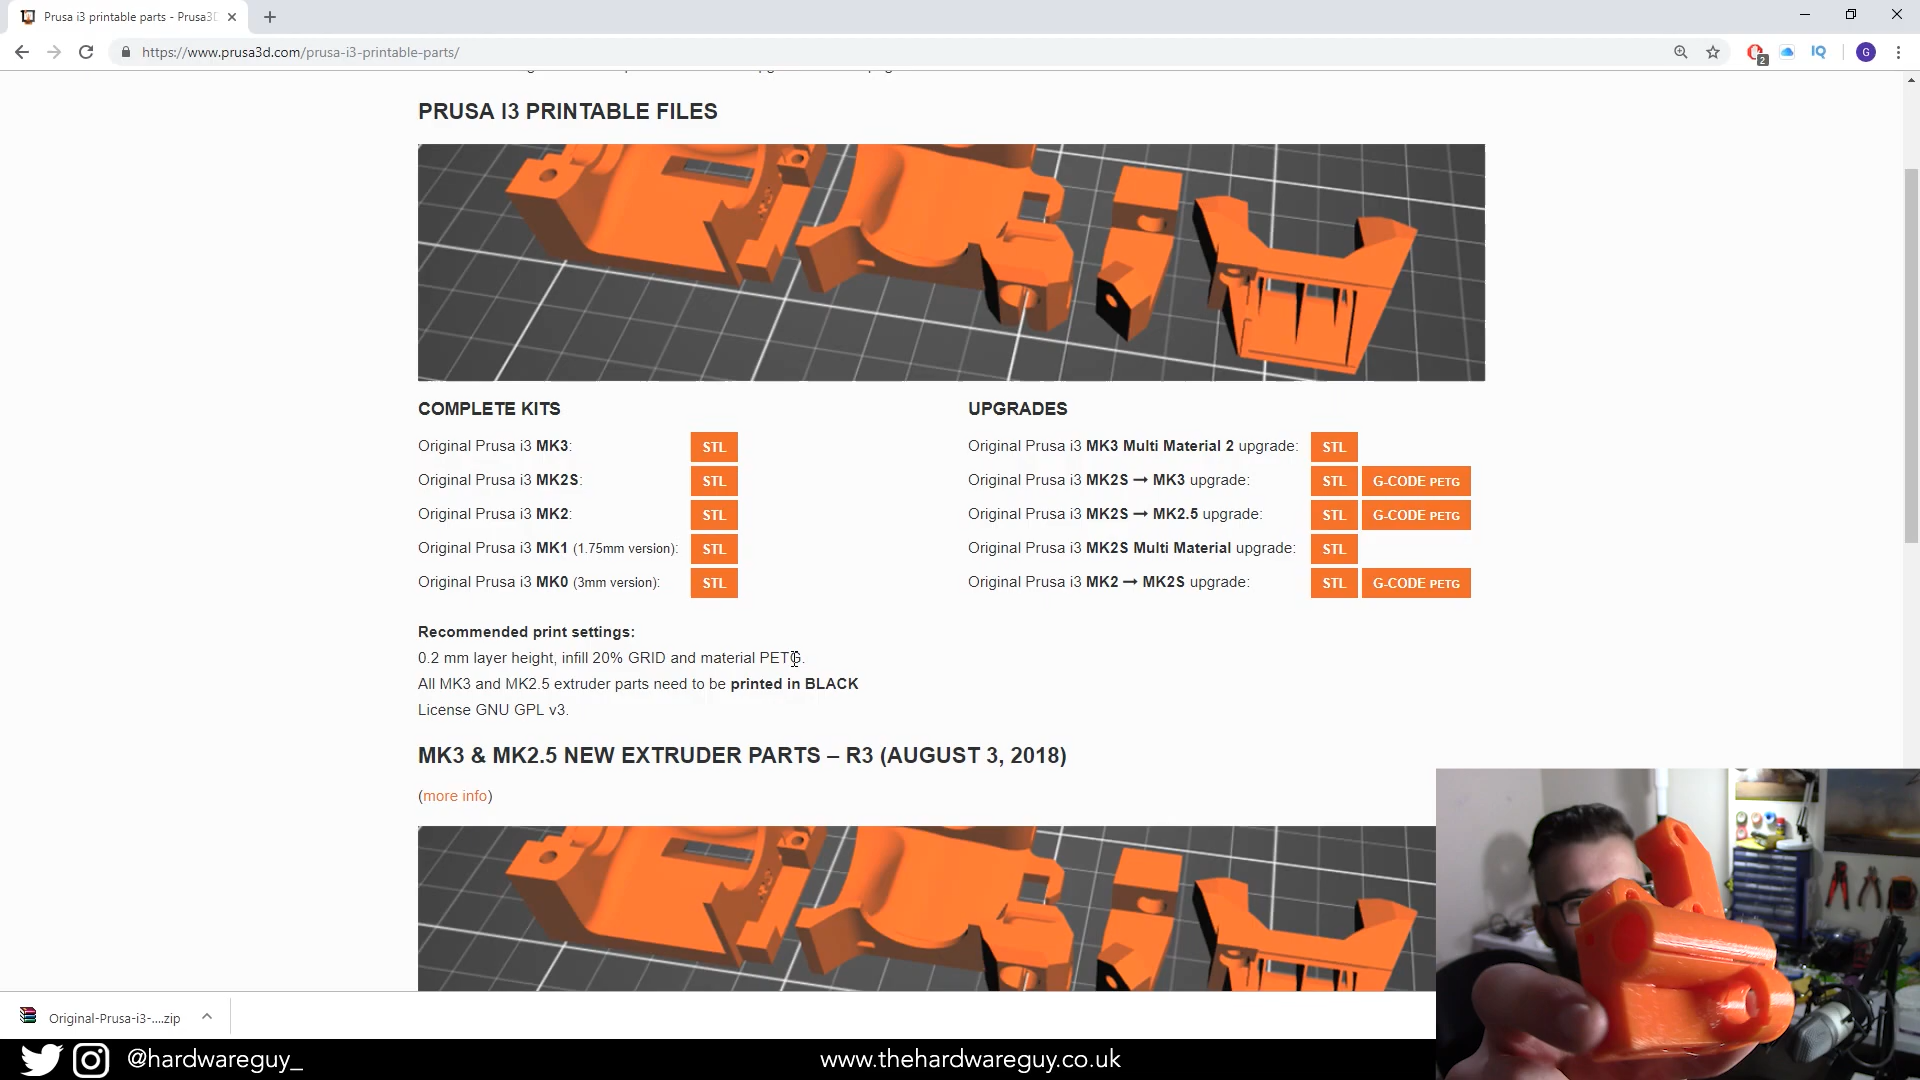 Prusa i3 printable parts - Prusa3D
https://www.prusa3d.com/prusa-i3-printable-parts/
2
IQ
G
PRUSA I3 PRINTABLE FILES
COMPLETE KITS
Original Prusa i3 MK3: STL
Original Prusa i3 MK2S: STL
Original Prusa i3 MK2: STL
Original Prusa i3 MK1 (1.75mm version): STL
Original Prusa i3 MK0 (3mm version): STL
UPGRADES
Original Prusa i3 MK3 Multi Material 2 upgrade: STL
Original Prusa i3 MK2S → MK3 upgrade: STL G-CODE PETG
Original Prusa i3 MK2S → MK2.5 upgrade: STL G-CODE PETG
Original Prusa i3 MK2S Multi Material upgrade: STL
Original Prusa i3 MK2 → MK2S upgrade: STL G-CODE PETG
Recommended print settings:
0.2 mm layer height, infill 20% GRID and material PETG.
All MK3 and MK2.5 extruder parts need to be printed in BLACK
License GNU GPL v3.
MK3 & MK2.5 NEW EXTRUDER PARTS – R3 (AUGUST 3, 2018)
(more info)
Original-Prusa-i3-....zip
@hardwareguy_
www.thehardwareguy.co.uk